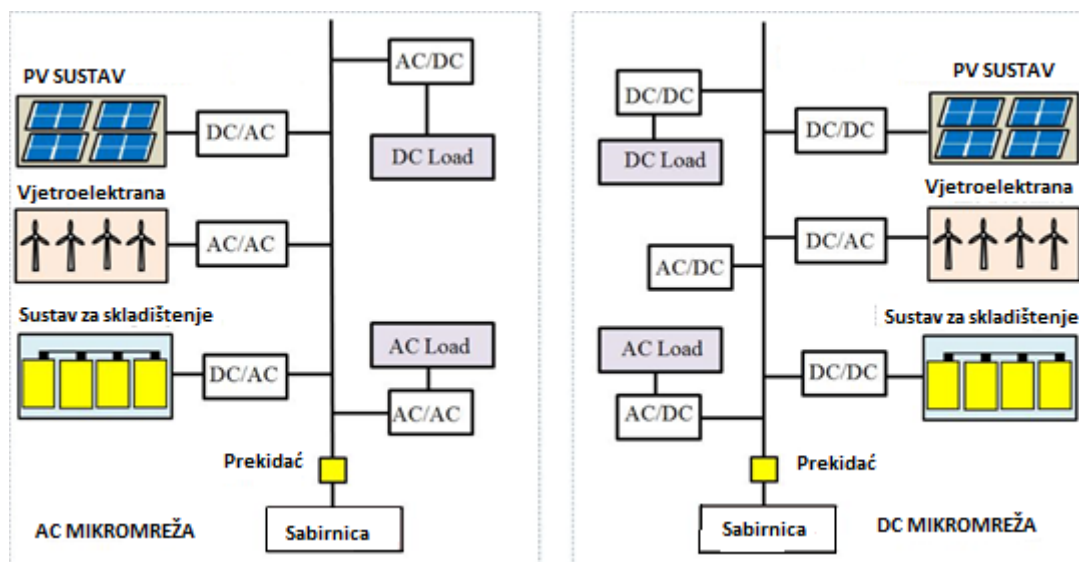 PV SUSTAV
DC/AC
AC/DC
DC Load
Vjetroelektrana
AC/AC
Sustav za skladištenje
DC/AC
AC Load
AC/AC
Prekidać
Sabirnica
AC MIKROMREŽA
PV SUSTAV
DC/DC
DC/DC
DC Load
Vjetroelektrana
DC/AC
AC/DC
Sustav za skladištenje
AC Load
DC/DC
AC/DC
Prekidać
Sabirnica
DC MIKROMREŽA